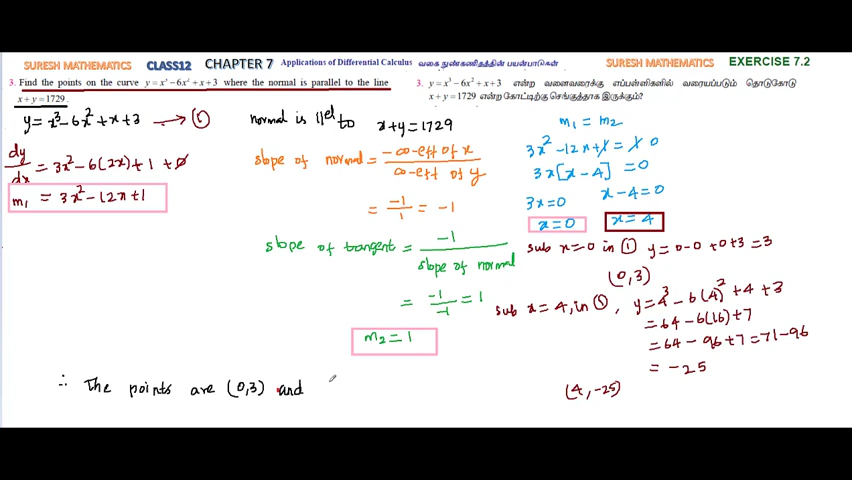 SURESH MATHEMATICS CLASS12 CHAPTER 7 Applications of Differential Calculus வகை நுண்கணிதத்தின் பயன்பாடுகள் SURESH MATHEMATICS EXERCISE 7.2
3. Find the points on the curve y = x³ − 6x² + x + 3 where the normal is parallel to the line
x + y = 1729.
3. y = x³ − 6x² + x + 3 என்ற வளைவரைக்கு எப்புள்ளிகளில் வரையப்படும் தொடுகோடு
x + y = 1729 என்ற கோட்டிற்கு செங்குத்தாக இருக்கும்?
y = x³ − 6x² + x + 3 → ①
dy/dx = 3x² − 6(2x) + 1 + 0
m₁ = 3x² − 12x + 1
normal is ||el to x + y = 1729
slope of normal = −co-eff of x / co-eff of y
= −1/1 = −1
slope of tangent = −1 / slope of normal
= −1/−1 = 1
m₂ = 1
m₁ = m₂
3x² − 12x + 1 = 1 0
3x[x − 4] = 0
3x = 0 x − 4 = 0
x = 0 x = 4
sub x = 0 in ① y = 0 − 0 + 0 + 3 = 3
(0, 3)
sub x = 4, in ①, y = 4³ − 6(4)² + 4 + 3
= 64 − 6(16) + 7
= 64 − 96 + 7 = 71 − 96
= −25
(4, −25)
∴ The points are (0,3) and